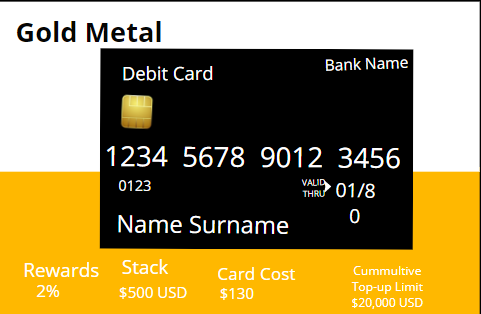 Gold Metal
Debit Card
Bank Name
1234 5678 9012 3456
0123
VALID
THRU
01/8
0
Name Surname
Rewards
2%
Stack
$500 USD
Card Cost
$130
Cummultive
Top-up Limit
$20,000 USD